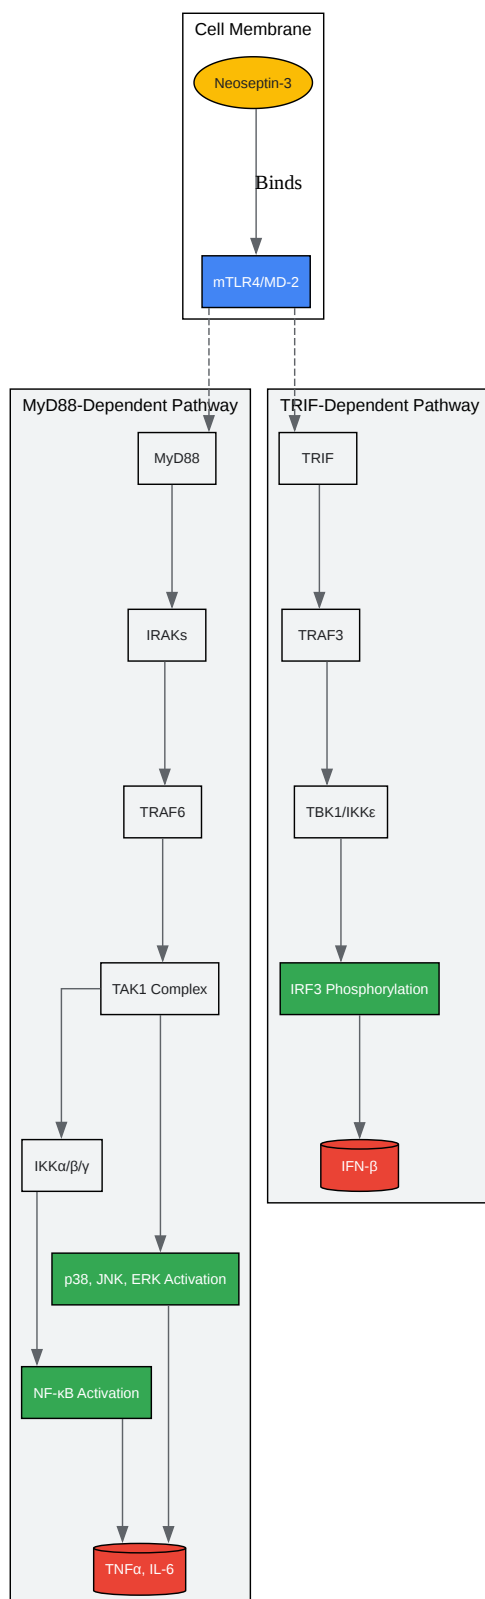 Cell Membrane
Neoseptin-3
Binds
mTLR4/MD-2
MyD88-Dependent Pathway
MyD88
IRAKs
TRAF6
TAK1 Complex
IKKα/β/γ
p38, JNK, ERK Activation
NF-κB Activation
TNFα, IL-6
TRIF-Dependent Pathway
TRIF
TRAF3
TBK1/IKKε
IRF3 Phosphorylation
IFN-β